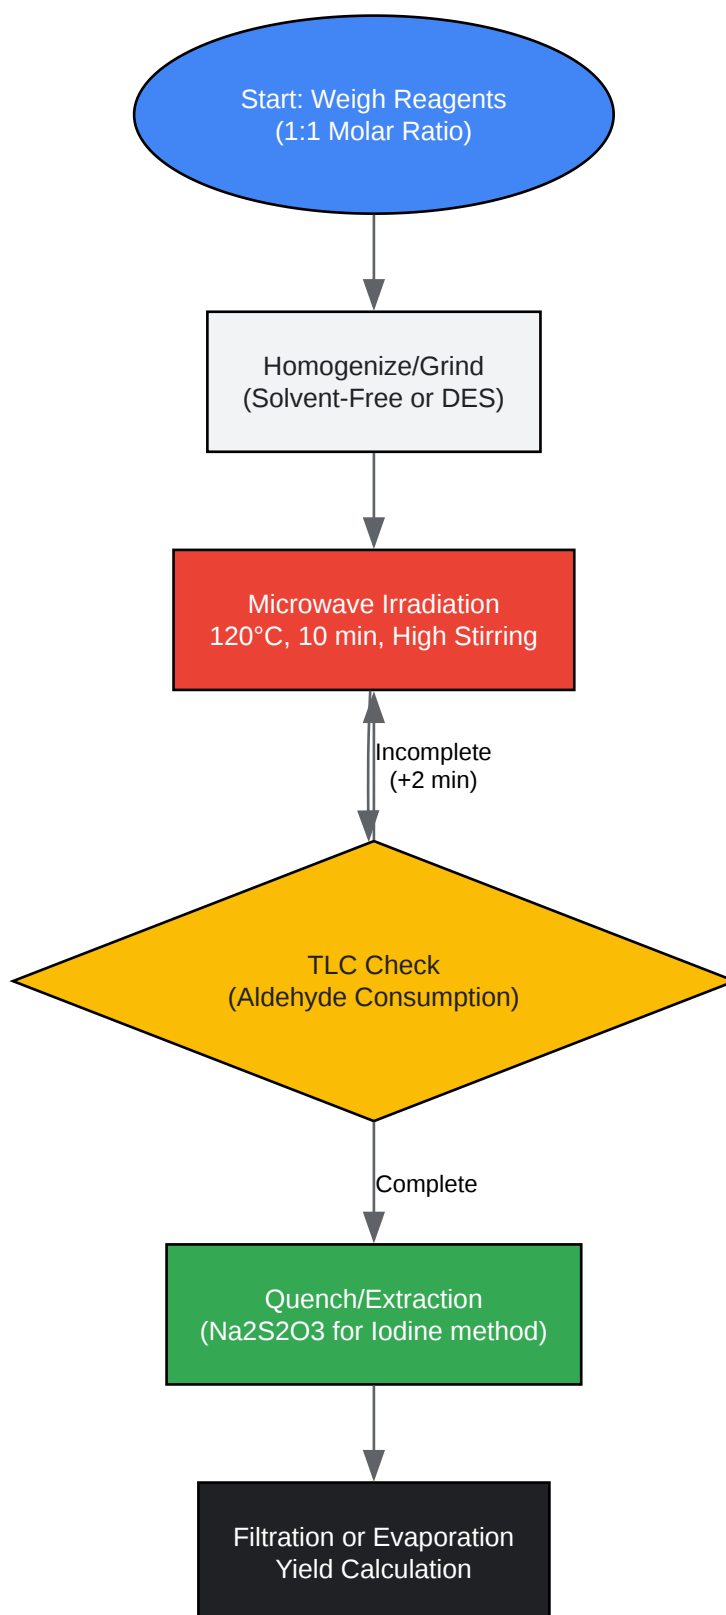 Start: Weigh Reagents
(1:1 Molar Ratio)
Homogenize/Grind
(Solvent-Free or DES)
Microwave Irradiation
120°C, 10 min, High Stirring
Incomplete
(+2 min)
TLC Check
(Aldehyde Consumption)
Complete
Quench/Extraction
(Na2S2O3 for Iodine method)
Filtration or Evaporation
Yield Calculation